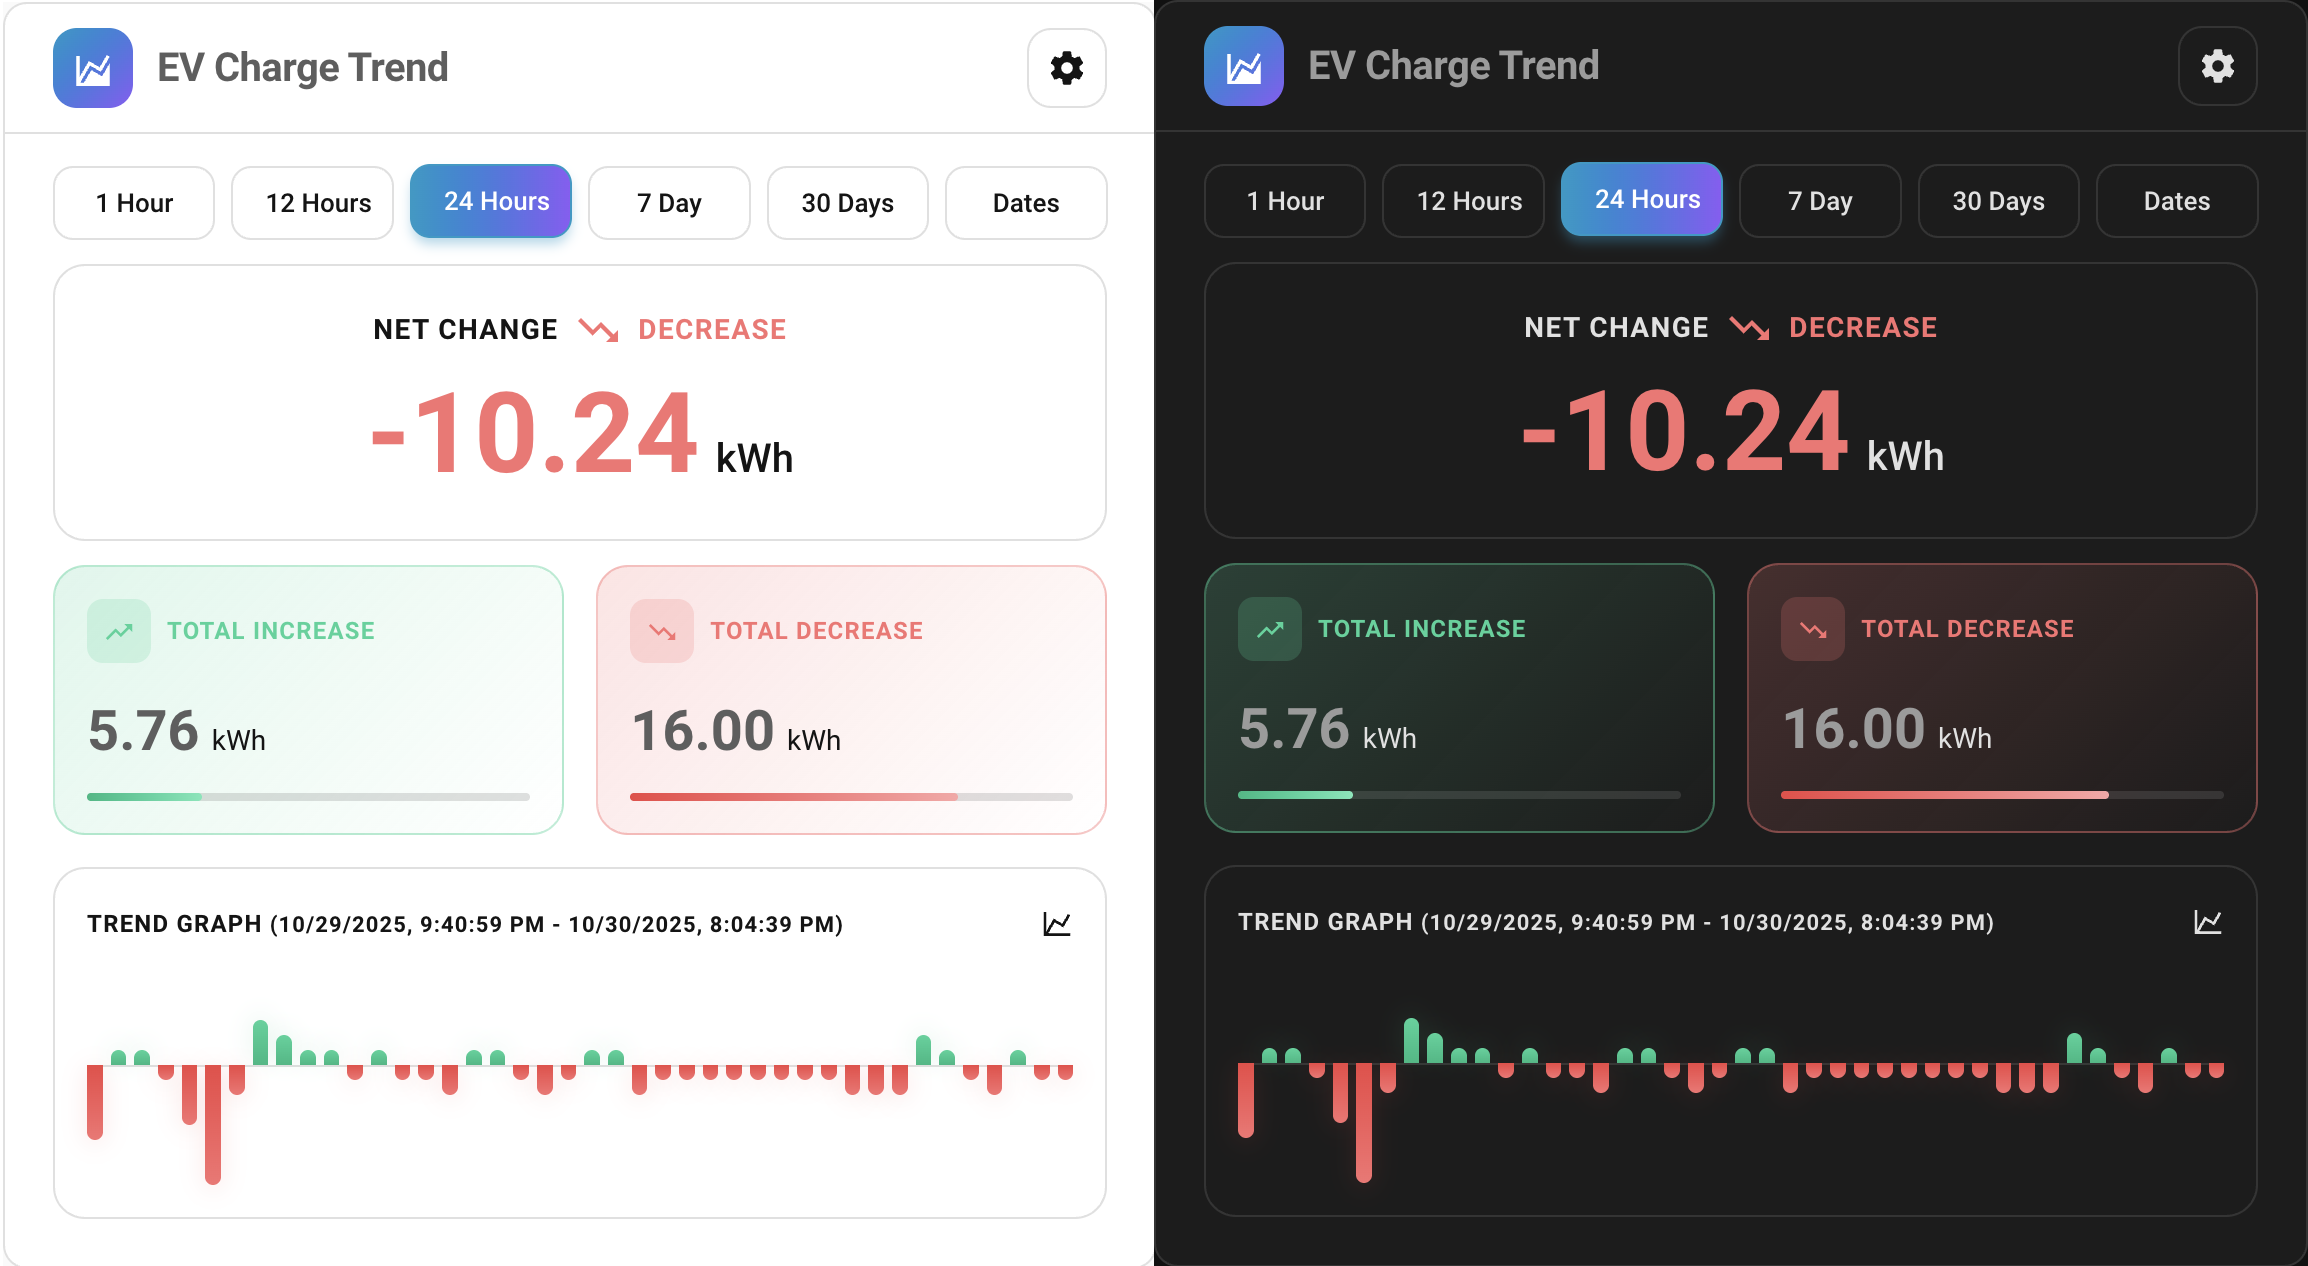 EV Charge Trend
1 Hour
12 Hours
24 Hours
7 Day
30 Days
Dates
NET CHANGE DECREASE
-10.24 kWh
TOTAL INCREASE
5.76 kWh
TOTAL DECREASE
16.00 kWh
TREND GRAPH (10/29/2025, 9:40:59 PM - 10/30/2025, 8:04:39 PM)
EV Charge Trend
1 Hour
12 Hours
24 Hours
7 Day
30 Days
Dates
NET CHANGE DECREASE
-10.24 kWh
TOTAL INCREASE
5.76 kWh
TOTAL DECREASE
16.00 kWh
TREND GRAPH (10/29/2025, 9:40:59 PM - 10/30/2025, 8:04:39 PM)